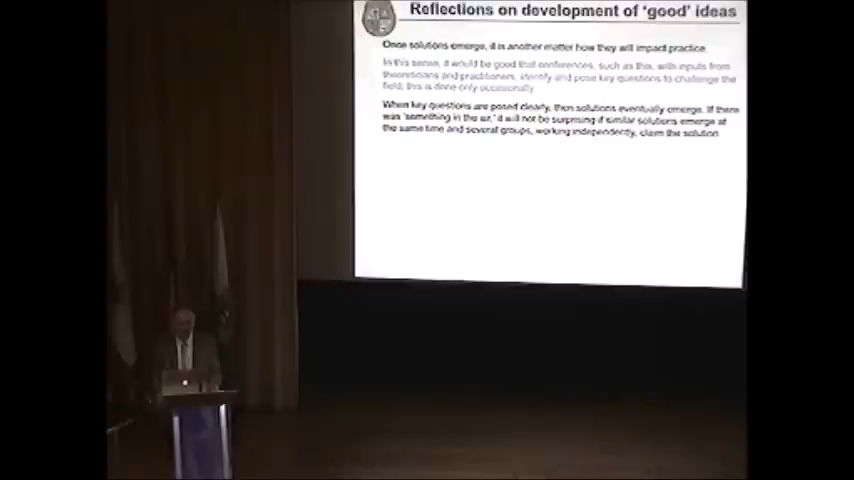 Reflections on development of 'good' ideas
Once solutions emerge, it is another matter how they will impact practice
In this sense, it would be good that conferences, such as this, with inputs from
theoreticians and practitioners, identify and pose key questions to challenge the
field; this is done only occasionally
When key questions are posed clearly, then solutions eventually emerge. If there
was 'something in the air,' it will not be surprising if similar solutions emerge at
the same time and several groups, working independently, claim the solution